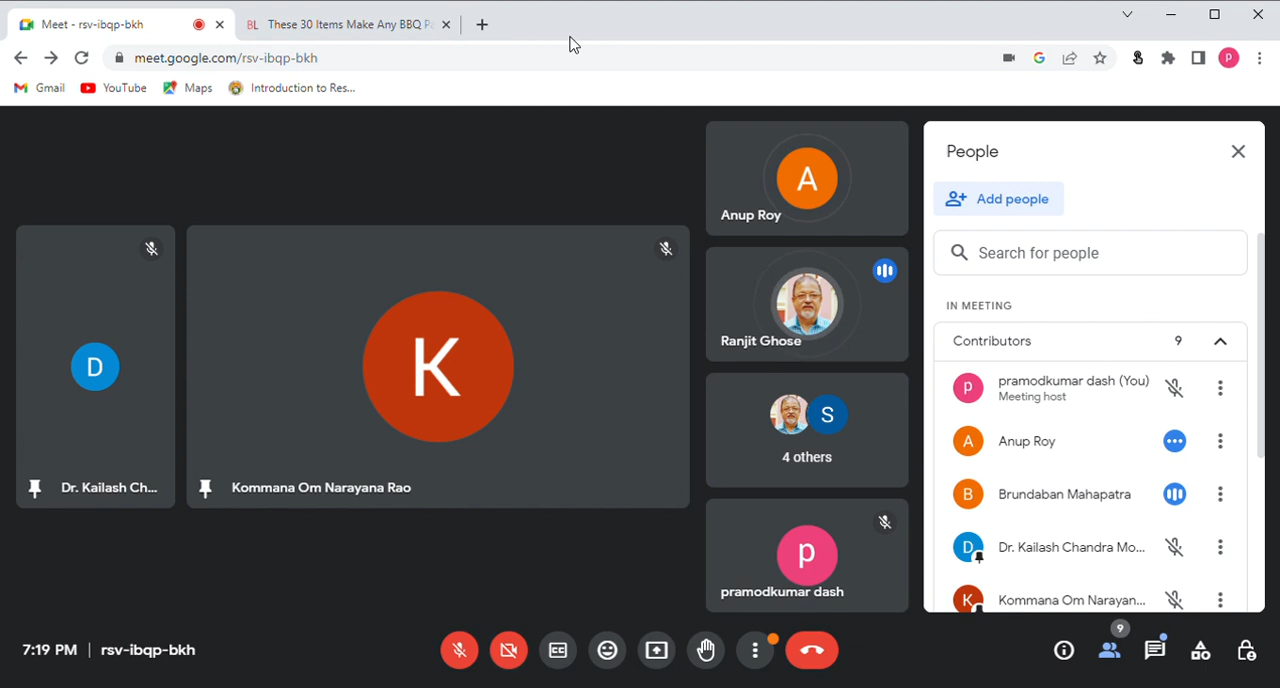 Meet - rsv-ibqp-bkh
BL These 30 Items Make Any BBQ P
meet.google.com/rsv-ibqp-bkh
G
P
Gmail
YouTube
Maps
Introduction to Res...
D
Dr. Kailash Ch...
K
Kommana Om Narayana Rao
A
Anup Roy
Ranjit Ghose
S
4 others
p
pramodkumar dash
People
Add people
Search for people
IN MEETING
Contributors 9
p pramodkumar dash (You)
Meeting host
A Anup Roy
B Brundaban Mahapatra
D Dr. Kailash Chandra Mo...
K Kommana Om Narayan...
7:19 PM | rsv-ibqp-bkh
CC
9